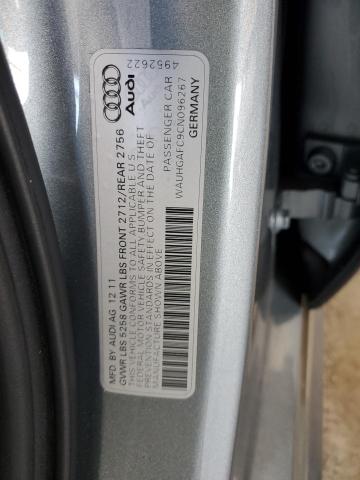 MFD. BY AUDI AG 12 11
GVWR LBS 5258 GAWR LBS FRONT 2712/REAR 2756
THIS VEHICLE CONFORMS TO ALL APPLICABLE U S
FEDERAL MOTOR VEHICLE SAFETY BUMPER AND THEFT
PREVENTION STANDARDS IN EFFECT ON THE DATE OF
MANUFACTURE SHOWN ABOVE
Audi
4952622
PASSENGER CAR
WAUHGAFC9CN096267
GERMANY